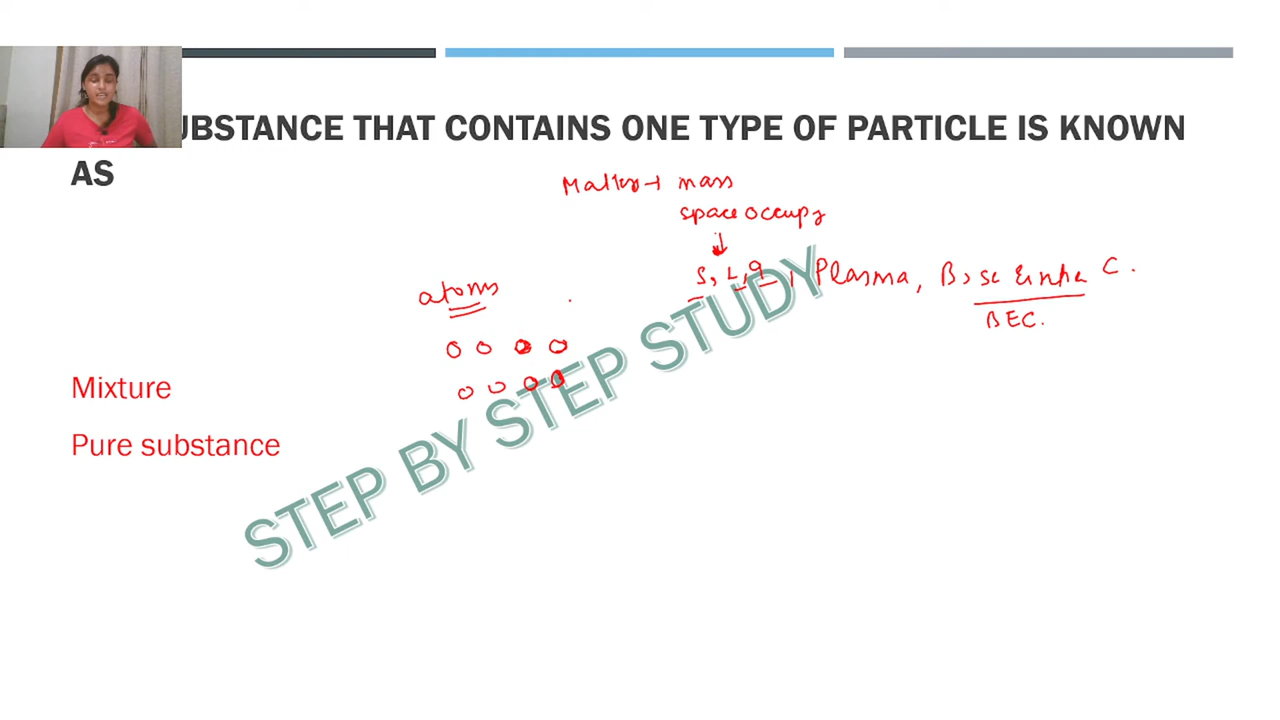 UBSTANCE THAT CONTAINS ONE TYPE OF PARTICLE IS KNOWN
AS
Matter → mass
space occupy
S, L, g, Plasma, Bose Einstein C.
BEC.
atoms
Mixture
Pure substance
STEP BY STEP STUDY